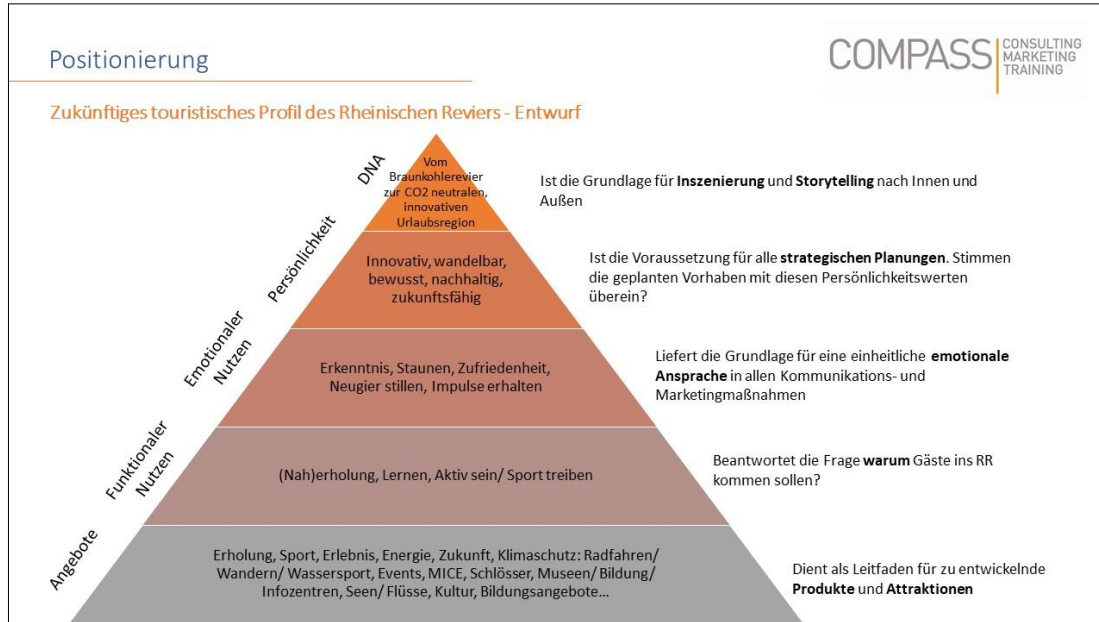 Positionierung
COMPASS
CONSULTING
MARKETING
TRAINING
Zukünftiges touristisches Profil des Rheinischen Reviers - Entwurf
DNA
Vom
Braunkohlerevier
zur CO2 neutralen,
innovativen
Urlaubsregion
Ist die Grundlage für Inszenierung und Storytelling nach Innen und
Außen
Persönlichkeit
Innovativ, wandelbar,
bewusst, nachhaltig,
zukunftsfähig
Ist die Voraussetzung für alle strategischen Planungen. Stimmen
die geplanten Vorhaben mit diesen Persönlichkeitswerten
überein?
Emotionaler
Nutzen
Erkenntnis, Staunen, Zufriedenheit,
Neugier stillen, Impulse erhalten
Liefert die Grundlage für eine einheitliche emotionale
Ansprache in allen Kommunikations- und
Marketingmaßnahmen
Funktionaler
Nutzen
(Nah)erholung, Lernen, Aktiv sein/ Sport treiben
Beantwortet die Frage warum Gäste ins RR
kommen sollen?
Angebote
Erholung, Sport, Erlebnis, Energie, Zukunft, Klimaschutz: Radfahren/
Wandern/ Wassersport, Events, MICE, Schlösser, Museen/ Bildung/
Infozentren, Seen/ Flüsse, Kultur, Bildungsangebote...
Dient als Leitfaden für zu entwickelnde
Produkte und Attraktionen